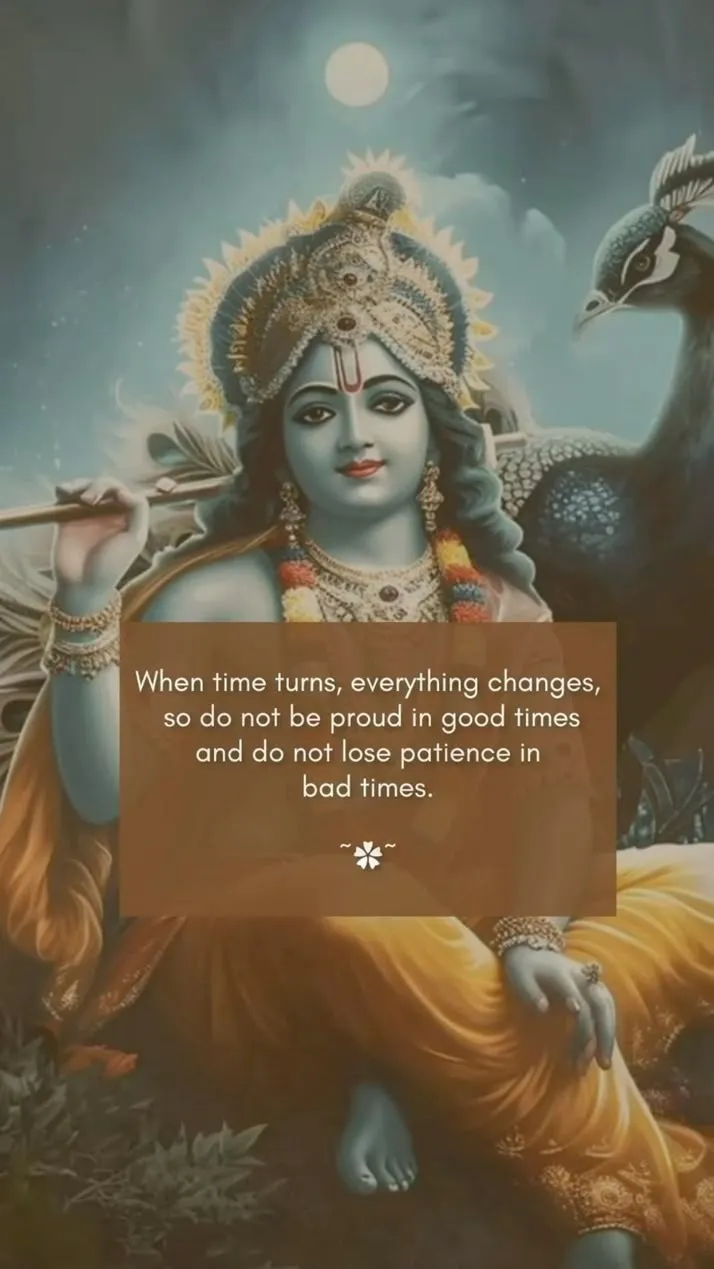 When time turns, everything changes,
so do not be proud in good times
and do not lose patience in
bad times.